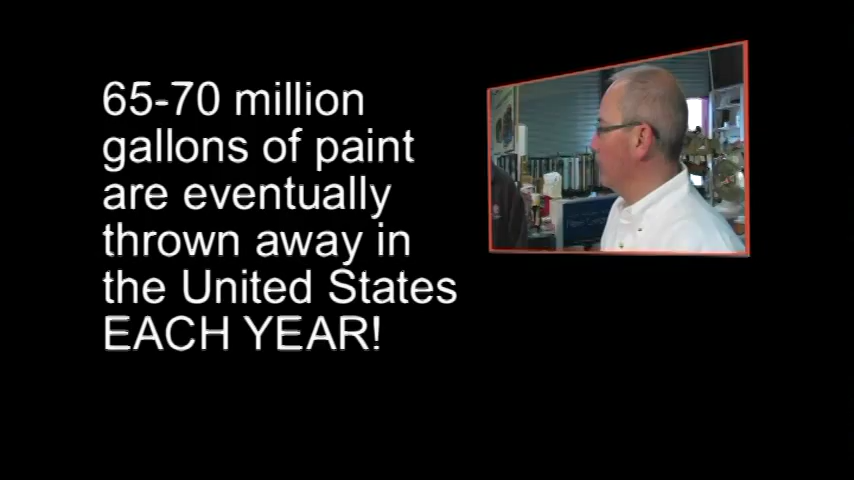 65-70 million
gallons of paint
are eventually
thrown away in
the United States
EACH YEAR!